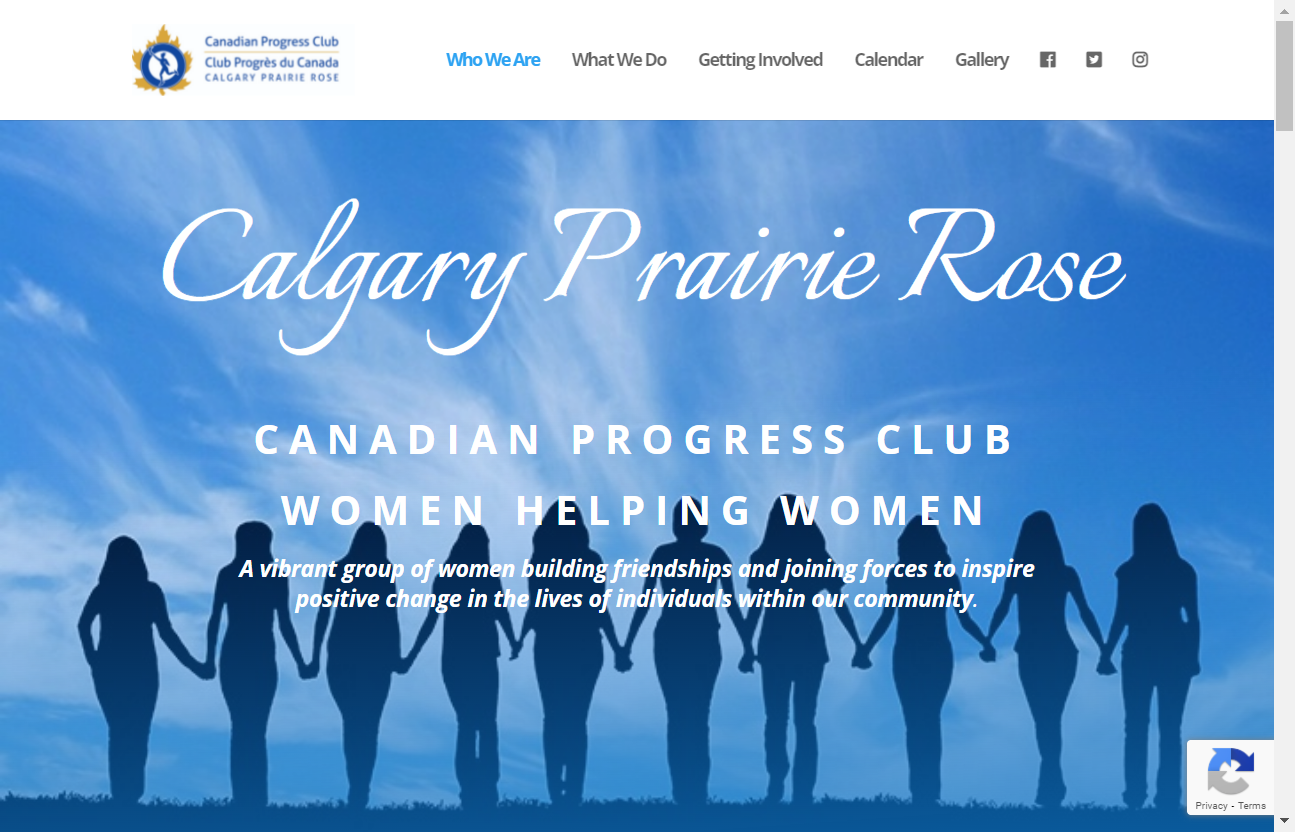 Canadian Progress Club
Club Progrès du Canada
CALGARY PRAIRIE ROSE
Who We Are
What We Do
Getting Involved
Calendar
Gallery
Calgary Prairie Rose
CANADIAN PROGRESS CLUB
WOMEN HELPING WOMEN
A vibrant group of women building friendships and joining forces to inspire
positive change in the lives of individuals within our community.
Privacy - Terms